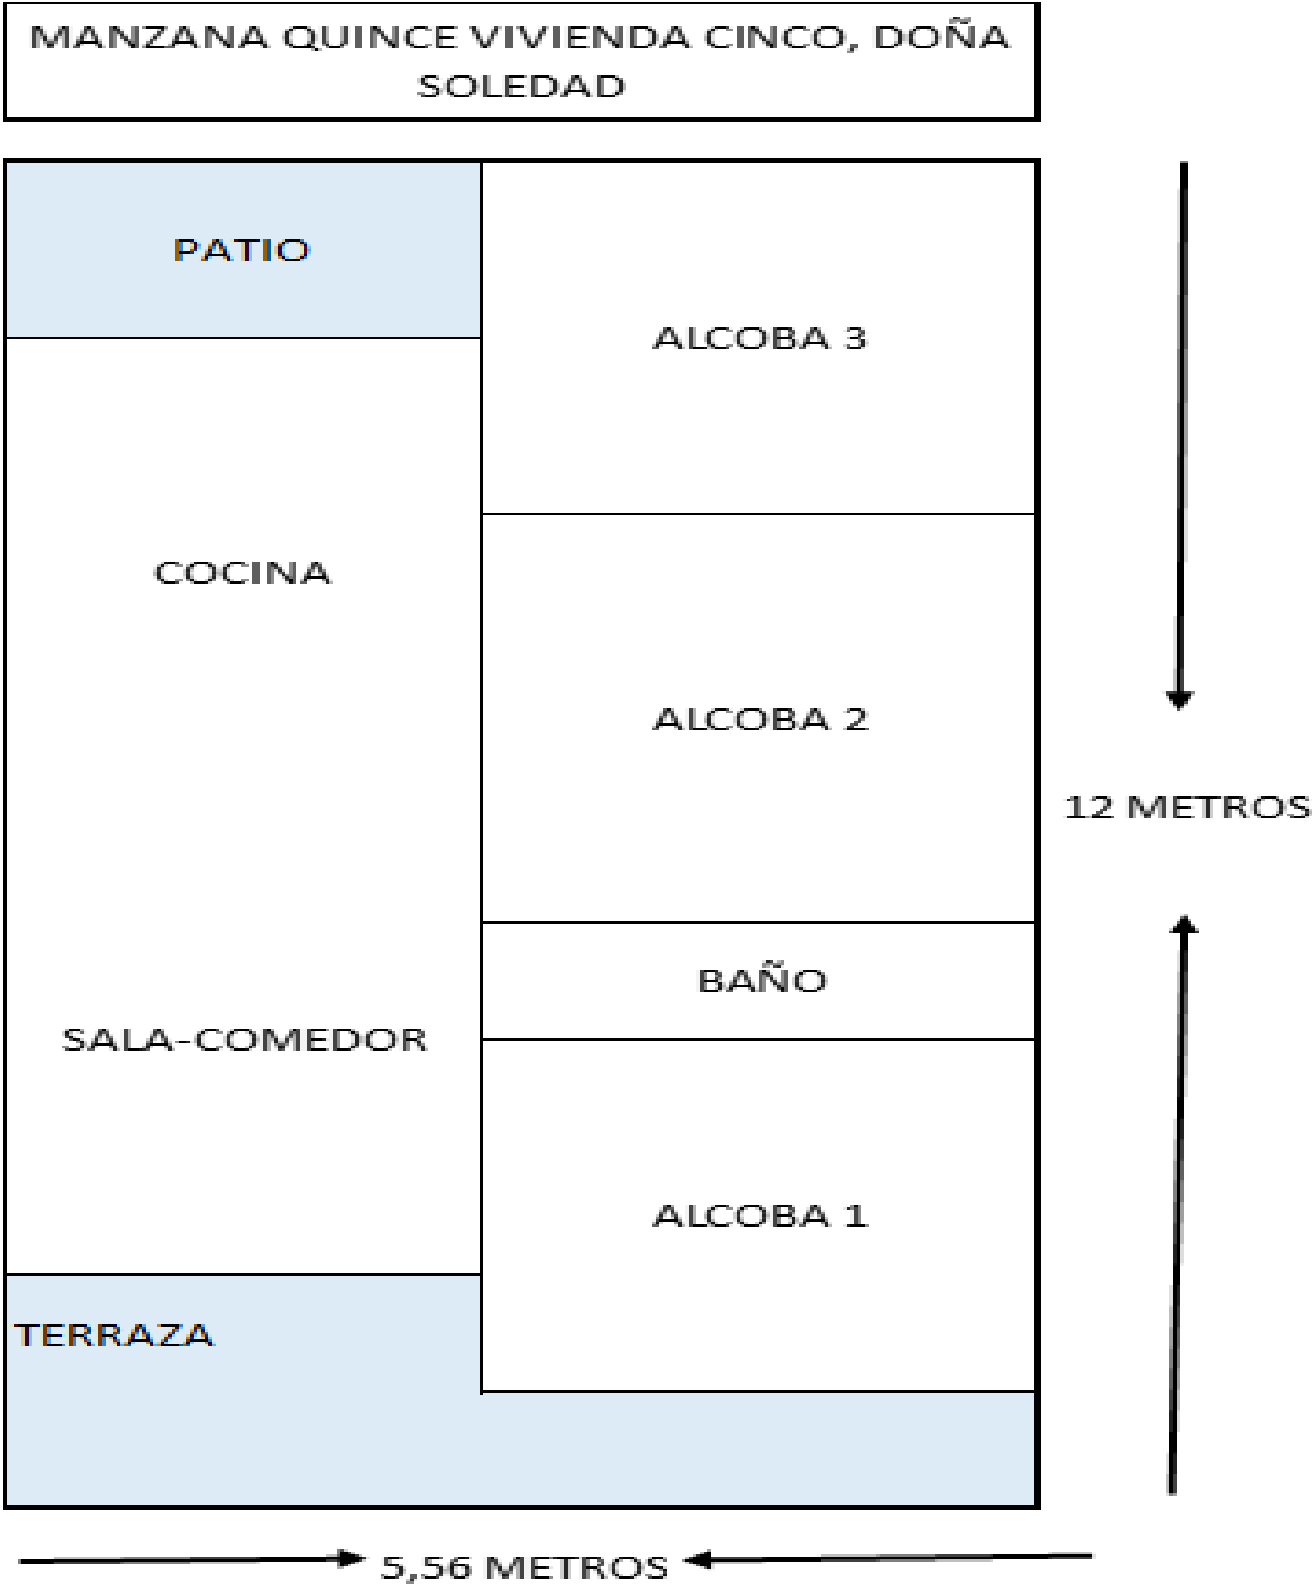 MANZANA QUINCE VIVIENDA CINCO, DOÑA
SOLEDAD
PATIO
ALCOBA 3
COCINA
ALCOBA 2
12 METROS
BAÑO
SALA-COMEDOR
ALCOBA 1
TERRAZA
5,56 METROS